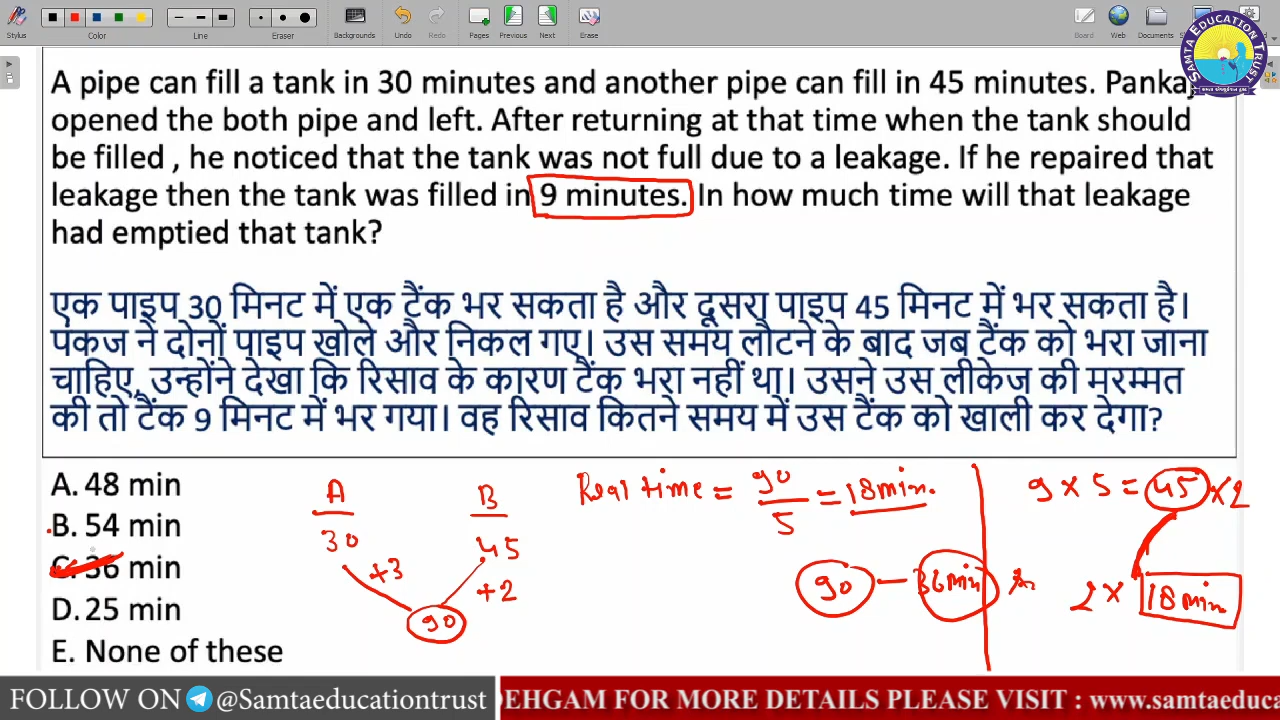 Stylus
Color
Line
Eraser
Backgrounds
Undo
Redo
Pages
Previous
Next
Erase
Board
Web
Documents
SAMTA EDUCATION TRUST
A pipe can fill a tank in 30 minutes and another pipe can fill in 45 minutes. Pankaj
opened the both pipe and left. After returning at that time when the tank should
be filled , he noticed that the tank was not full due to a leakage. If he repaired that
leakage then the tank was filled in 9 minutes. In how much time will that leakage
had emptied that tank?
एक पाइप 30 मिनट में एक टैंक भर सकता है और दूसरा पाइप 45 मिनट में भर सकता है।
पंकज ने दोनों पाइप खोले और निकल गए। उस समय लौटने के बाद जब टैंक को भरा जाना
चाहिए, उन्होंने देखा कि रिसाव के कारण टैंक भरा नहीं था। उसने उस लीकेज की मरम्मत
की तो टैंक 9 मिनट में भर गया। वह रिसाव कितने समय में उस टैंक को खाली कर देगा?
A. 48 min
B. 54 min
C. 36 min
D. 25 min
E. None of these
A B
30 45
+3 +2
90
Real time = 90/5 = 18 min.
90 — 36 min
9 × 5 = 45 × 2
2 × 18 min
FOLLOW ON @Samtaeducationtrust
DEHGAM FOR MORE DETAILS PLEASE VISIT : www.samtaeduca